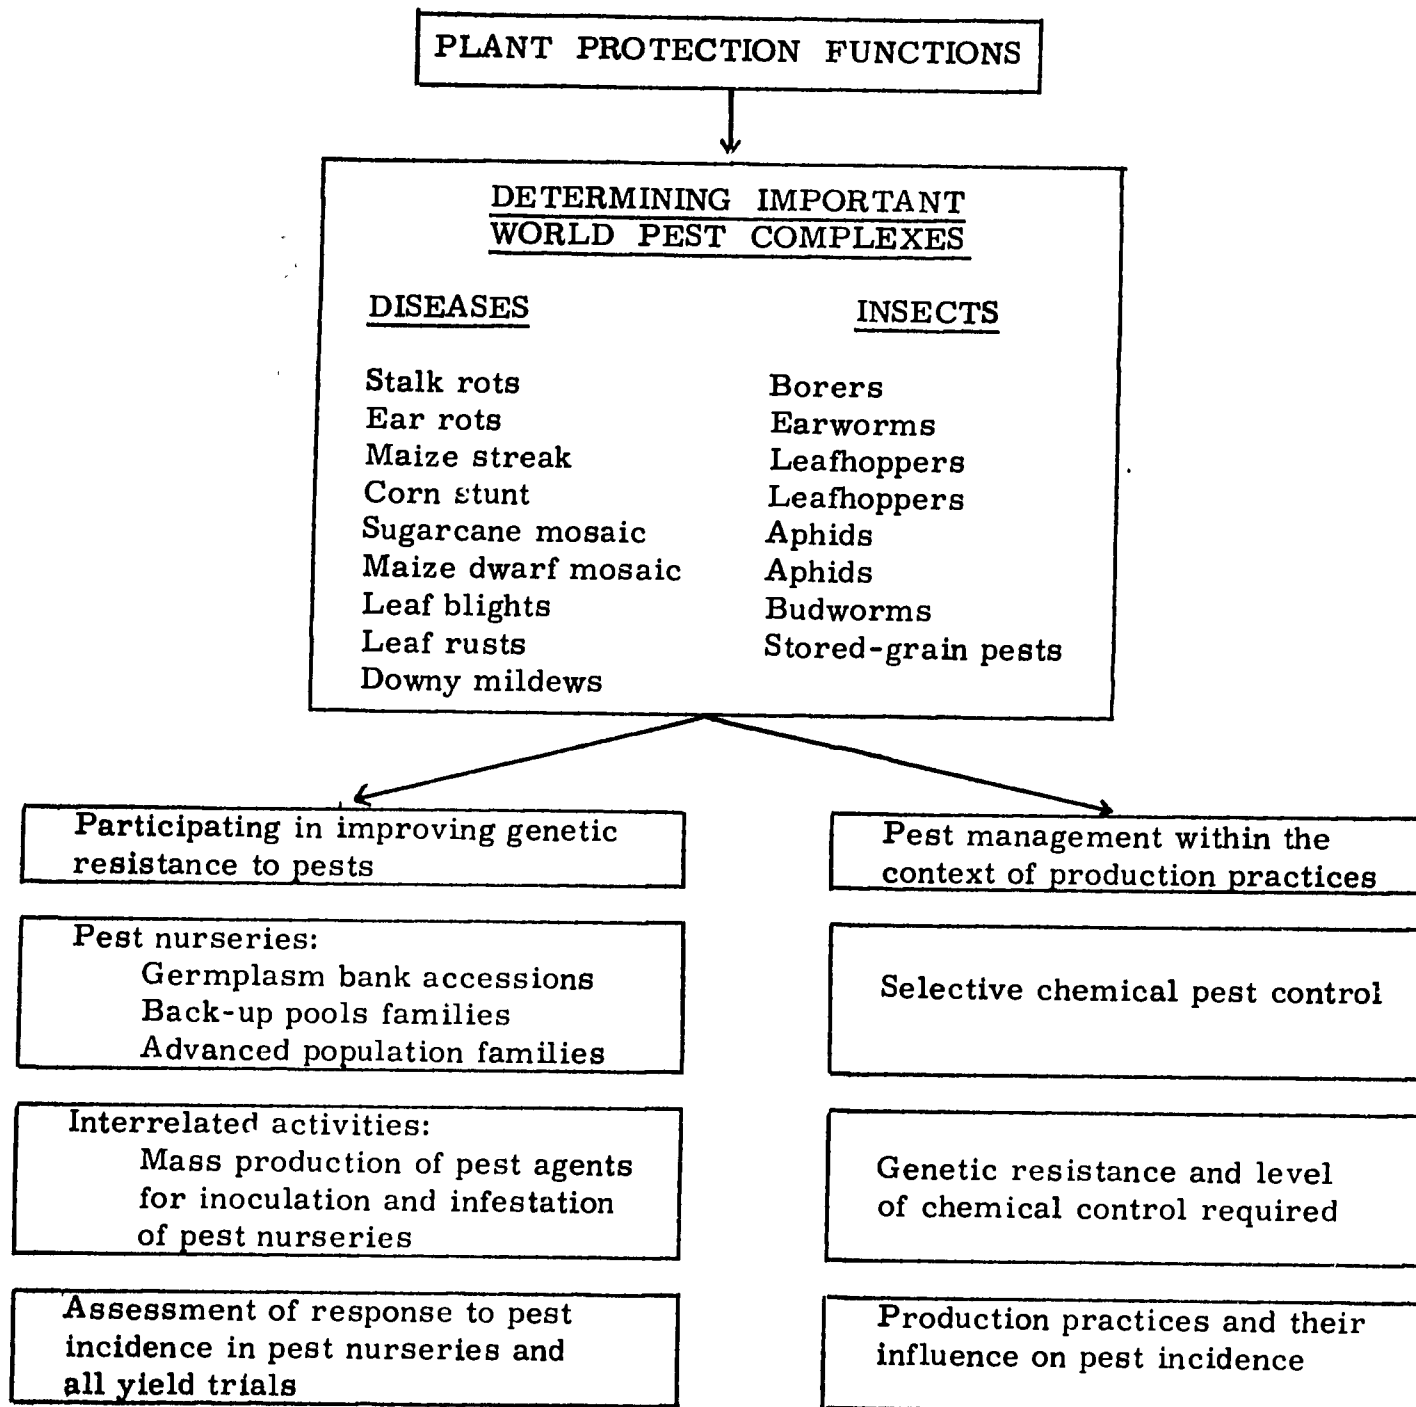 PLANT PROTECTION FUNCTIONS
DETERMINING IMPORTANT
WORLD PEST COMPLEXES
DISEASES
Stalk rots
Ear rots
Maize streak
Corn stunt
Sugarcane mosaic
Maize dwarf mosaic
Leaf blights
Leaf rusts
Downy mildews
INSECTS
Borers
Earworms
Leafhoppers
Leafhoppers
Aphids
Aphids
Budworms
Stored-grain pests
Participating in improving genetic
resistance to pests
Pest nurseries:
Germplasm bank accessions
Back-up pools families
Advanced population families
Interrelated activities:
Mass production of pest agents
for inoculation and infestation
of pest nurseries
Assessment of response to pest
incidence in pest nurseries and
all yield trials
Pest management within the
context of production practices
Selective chemical pest control
Genetic resistance and level
of chemical control required
Production practices and their
influence on pest incidence